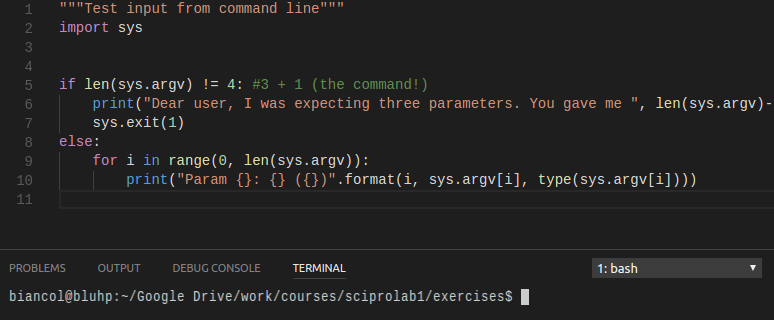 1 """Test input from command line"""
2 import sys
3
4
5 if len(sys.argv) != 4: #3 + 1 (the command!)
6 print("Dear user, I was expecting three parameters. You gave me ", len(sys.argv)-
7 sys.exit(1)
8 else:
9 for i in range(0, len(sys.argv)):
10 print("Param {}: {} ({})".format(i, sys.argv[i], type(sys.argv[i])))
11
PROBLEMS OUTPUT DEBUG CONSOLE TERMINAL 1: bash
biancol@bluhp:~/Google Drive/work/courses/sciprolab1/exercises$